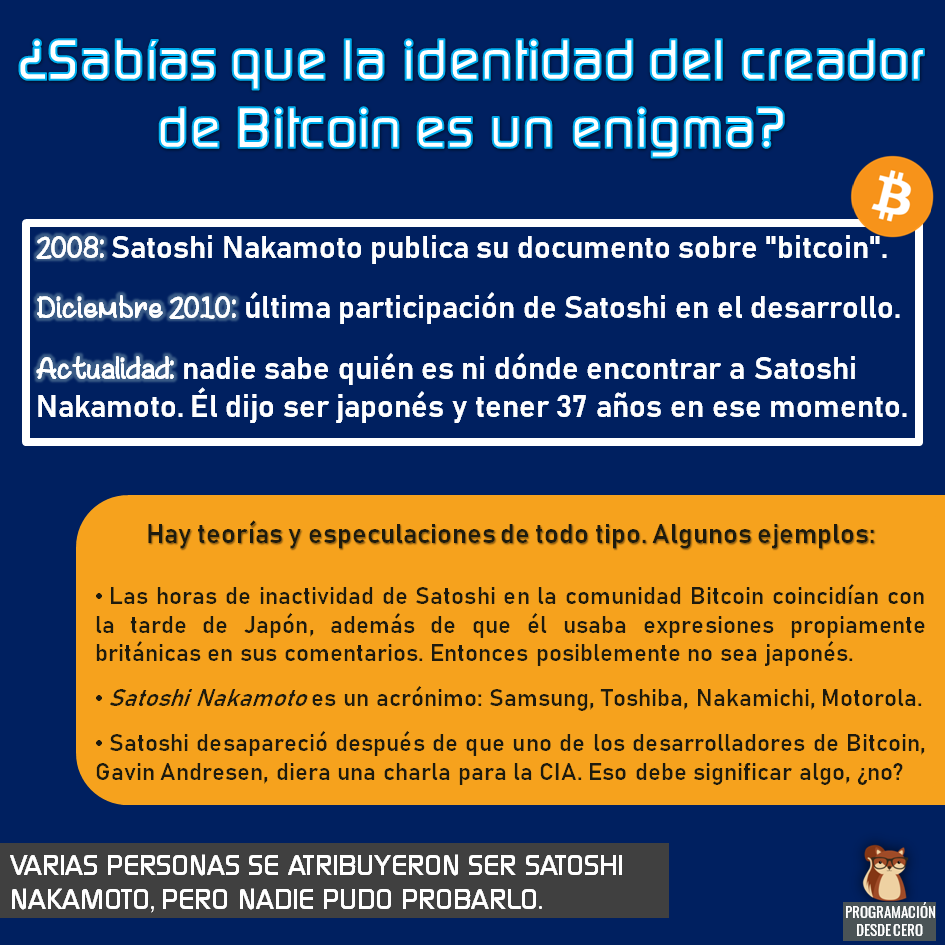 ¿Sabías que la identidad del creador
de Bitcoin es un enigma?
2008: Satoshi Nakamoto publica su documento sobre "bitcoin".
Diciembre 2010: última participación de Satoshi en el desarrollo.
Actualidad: nadie sabe quién es ni dónde encontrar a Satoshi
Nakamoto. Él dijo ser japonés y tener 37 años en ese momento.
Hay teorías y especulaciones de todo tipo. Algunos ejemplos:
• Las horas de inactividad de Satoshi en la comunidad Bitcoin coincidían con
la tarde de Japón, además de que él usaba expresiones propiamente
británicas en sus comentarios. Entonces posiblemente no sea japonés.
• Satoshi Nakamoto es un acrónimo: Samsung, Toshiba, Nakamichi, Motorola.
• Satoshi desapareció después de que uno de los desarrolladores de Bitcoin,
Gavin Andresen, diera una charla para la CIA. Eso debe significar algo, ¿no?
VARIAS PERSONAS SE ATRIBUYERON SER SATOSHI
NAKAMOTO, PERO NADIE PUDO PROBARLO.
PROGRAMACIÓN
DESDE CERO